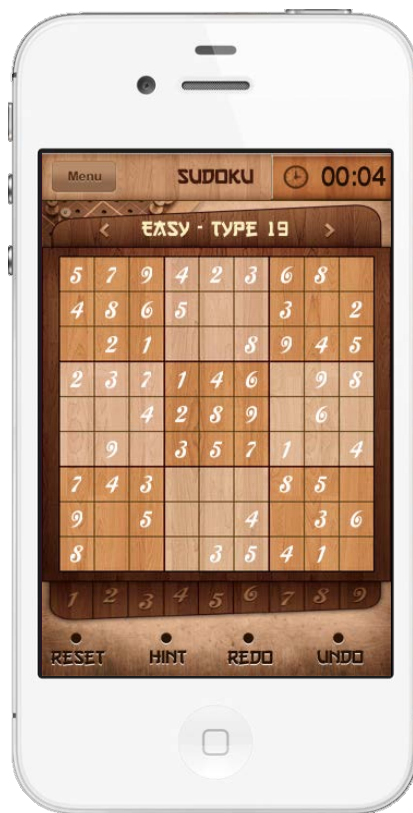 Menu SUDOKU 00:04
< EASY - TYPE 19 >
5 7 9 4 2 3 6 8
4 8 6 5 3 2
2 1 8 9 4 5
2 3 7 1 4 6 9 8
4 2 8 9 6
9 3 5 7 1 4
7 4 3 8 5
9 5 4 3 6
8 3 5 4 1
1 2 3 4 5 6 7 8 9
RESET HINT REDO UNDO